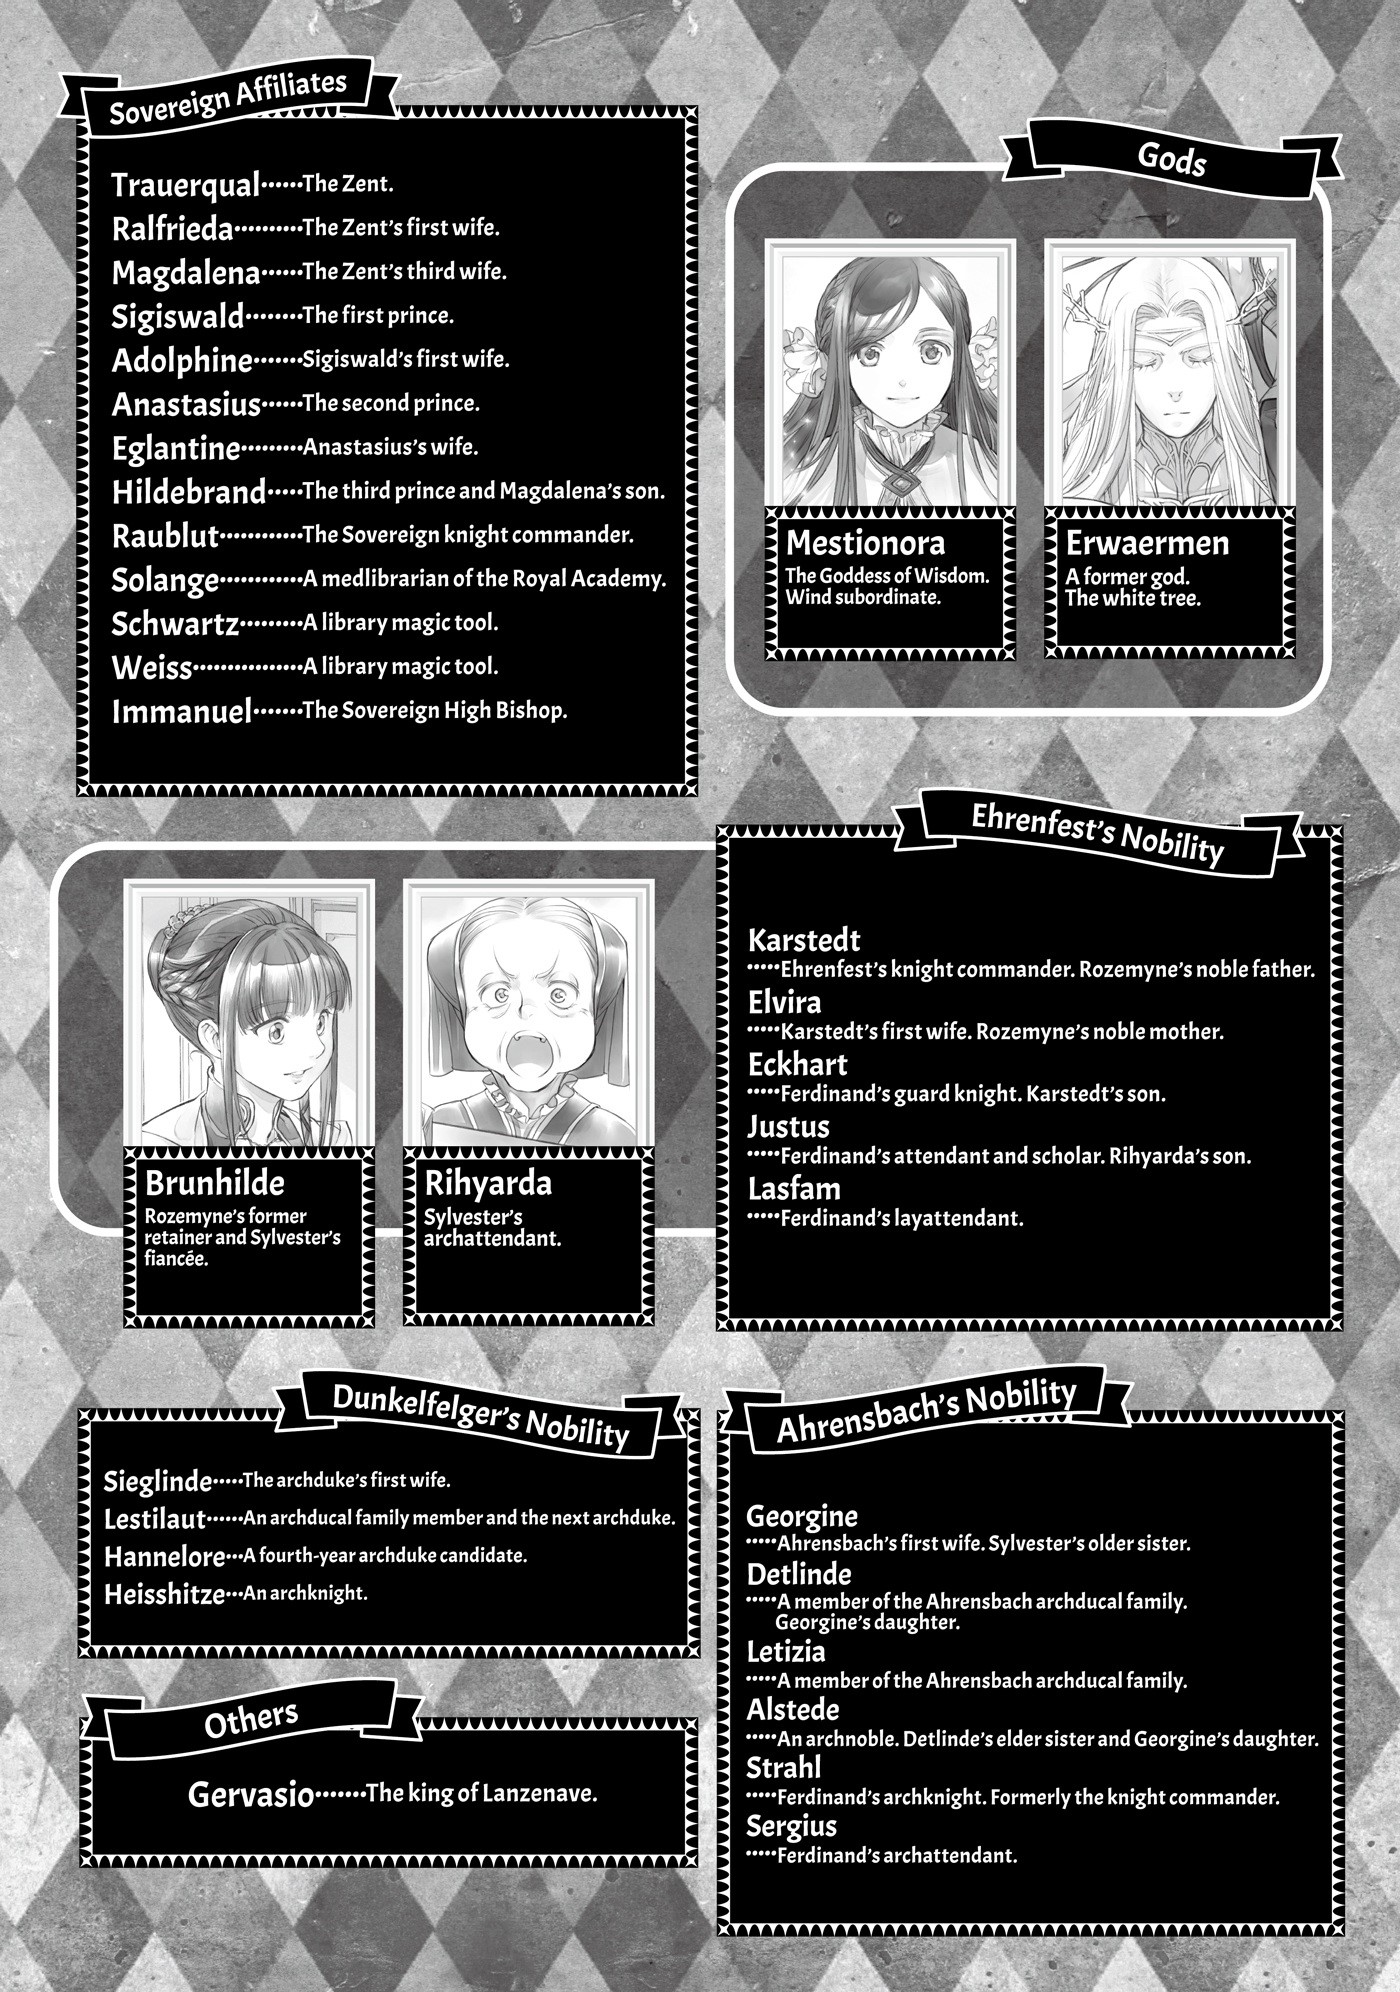 Sovereign Affiliates
Trauerqual······The Zent.
Ralfrieda··········The Zent's first wife.
Magdalena······The Zent's third wife.
Sigiswald········The first prince.
Adolphine·······Sigiswald's first wife.
Anastasius······The second prince.
Eglantine·········Anastasius's wife.
Hildebrand·····The third prince and Magdalena's son.
Raublut············The Sovereign knight commander.
Solange············A medlibrarian of the Royal Academy.
Schwartz·········A library magic tool.
Weiss················A library magic tool.
Immanuel·······The Sovereign High Bishop.
Gods
Mestionora
The Goddess of Wisdom.
Wind subordinate.
Erwaermen
A former god.
The white tree.
Brunhilde
Rozemyne's former
retainer and Sylvester's
fiancée.
Rihyarda
Sylvester's
archattendant.
Ehrenfest's Nobility
Karstedt
·····Ehrenfest's knight commander. Rozemyne's noble father.
Elvira
·····Karstedt's first wife. Rozemyne's noble mother.
Eckhart
·····Ferdinand's guard knight. Karstedt's son.
Justus
·····Ferdinand's attendant and scholar. Rihyarda's son.
Lasfam
·····Ferdinand's layattendant.
Dunkelfelger's Nobility
Sieglinde·····The archduke's first wife.
Lestilaut······An archducal family member and the next archduke.
Hannelore···A fourth-year archduke candidate.
Heisshitze···An archknight.
Others
Gervasio·······The king of Lanzenave.
Ahrensbach's Nobility
Georgine
·····Ahrensbach's first wife. Sylvester's older sister.
Detlinde
·····A member of the Ahrensbach archducal family.
Georgine's daughter.
Letizia
·····A member of the Ahrensbach archducal family.
Alstede
·····An archnoble. Detlinde's elder sister and Georgine's daughter.
Strahl
·····Ferdinand's archknight. Formerly the knight commander.
Sergius
·····Ferdinand's archattendant.